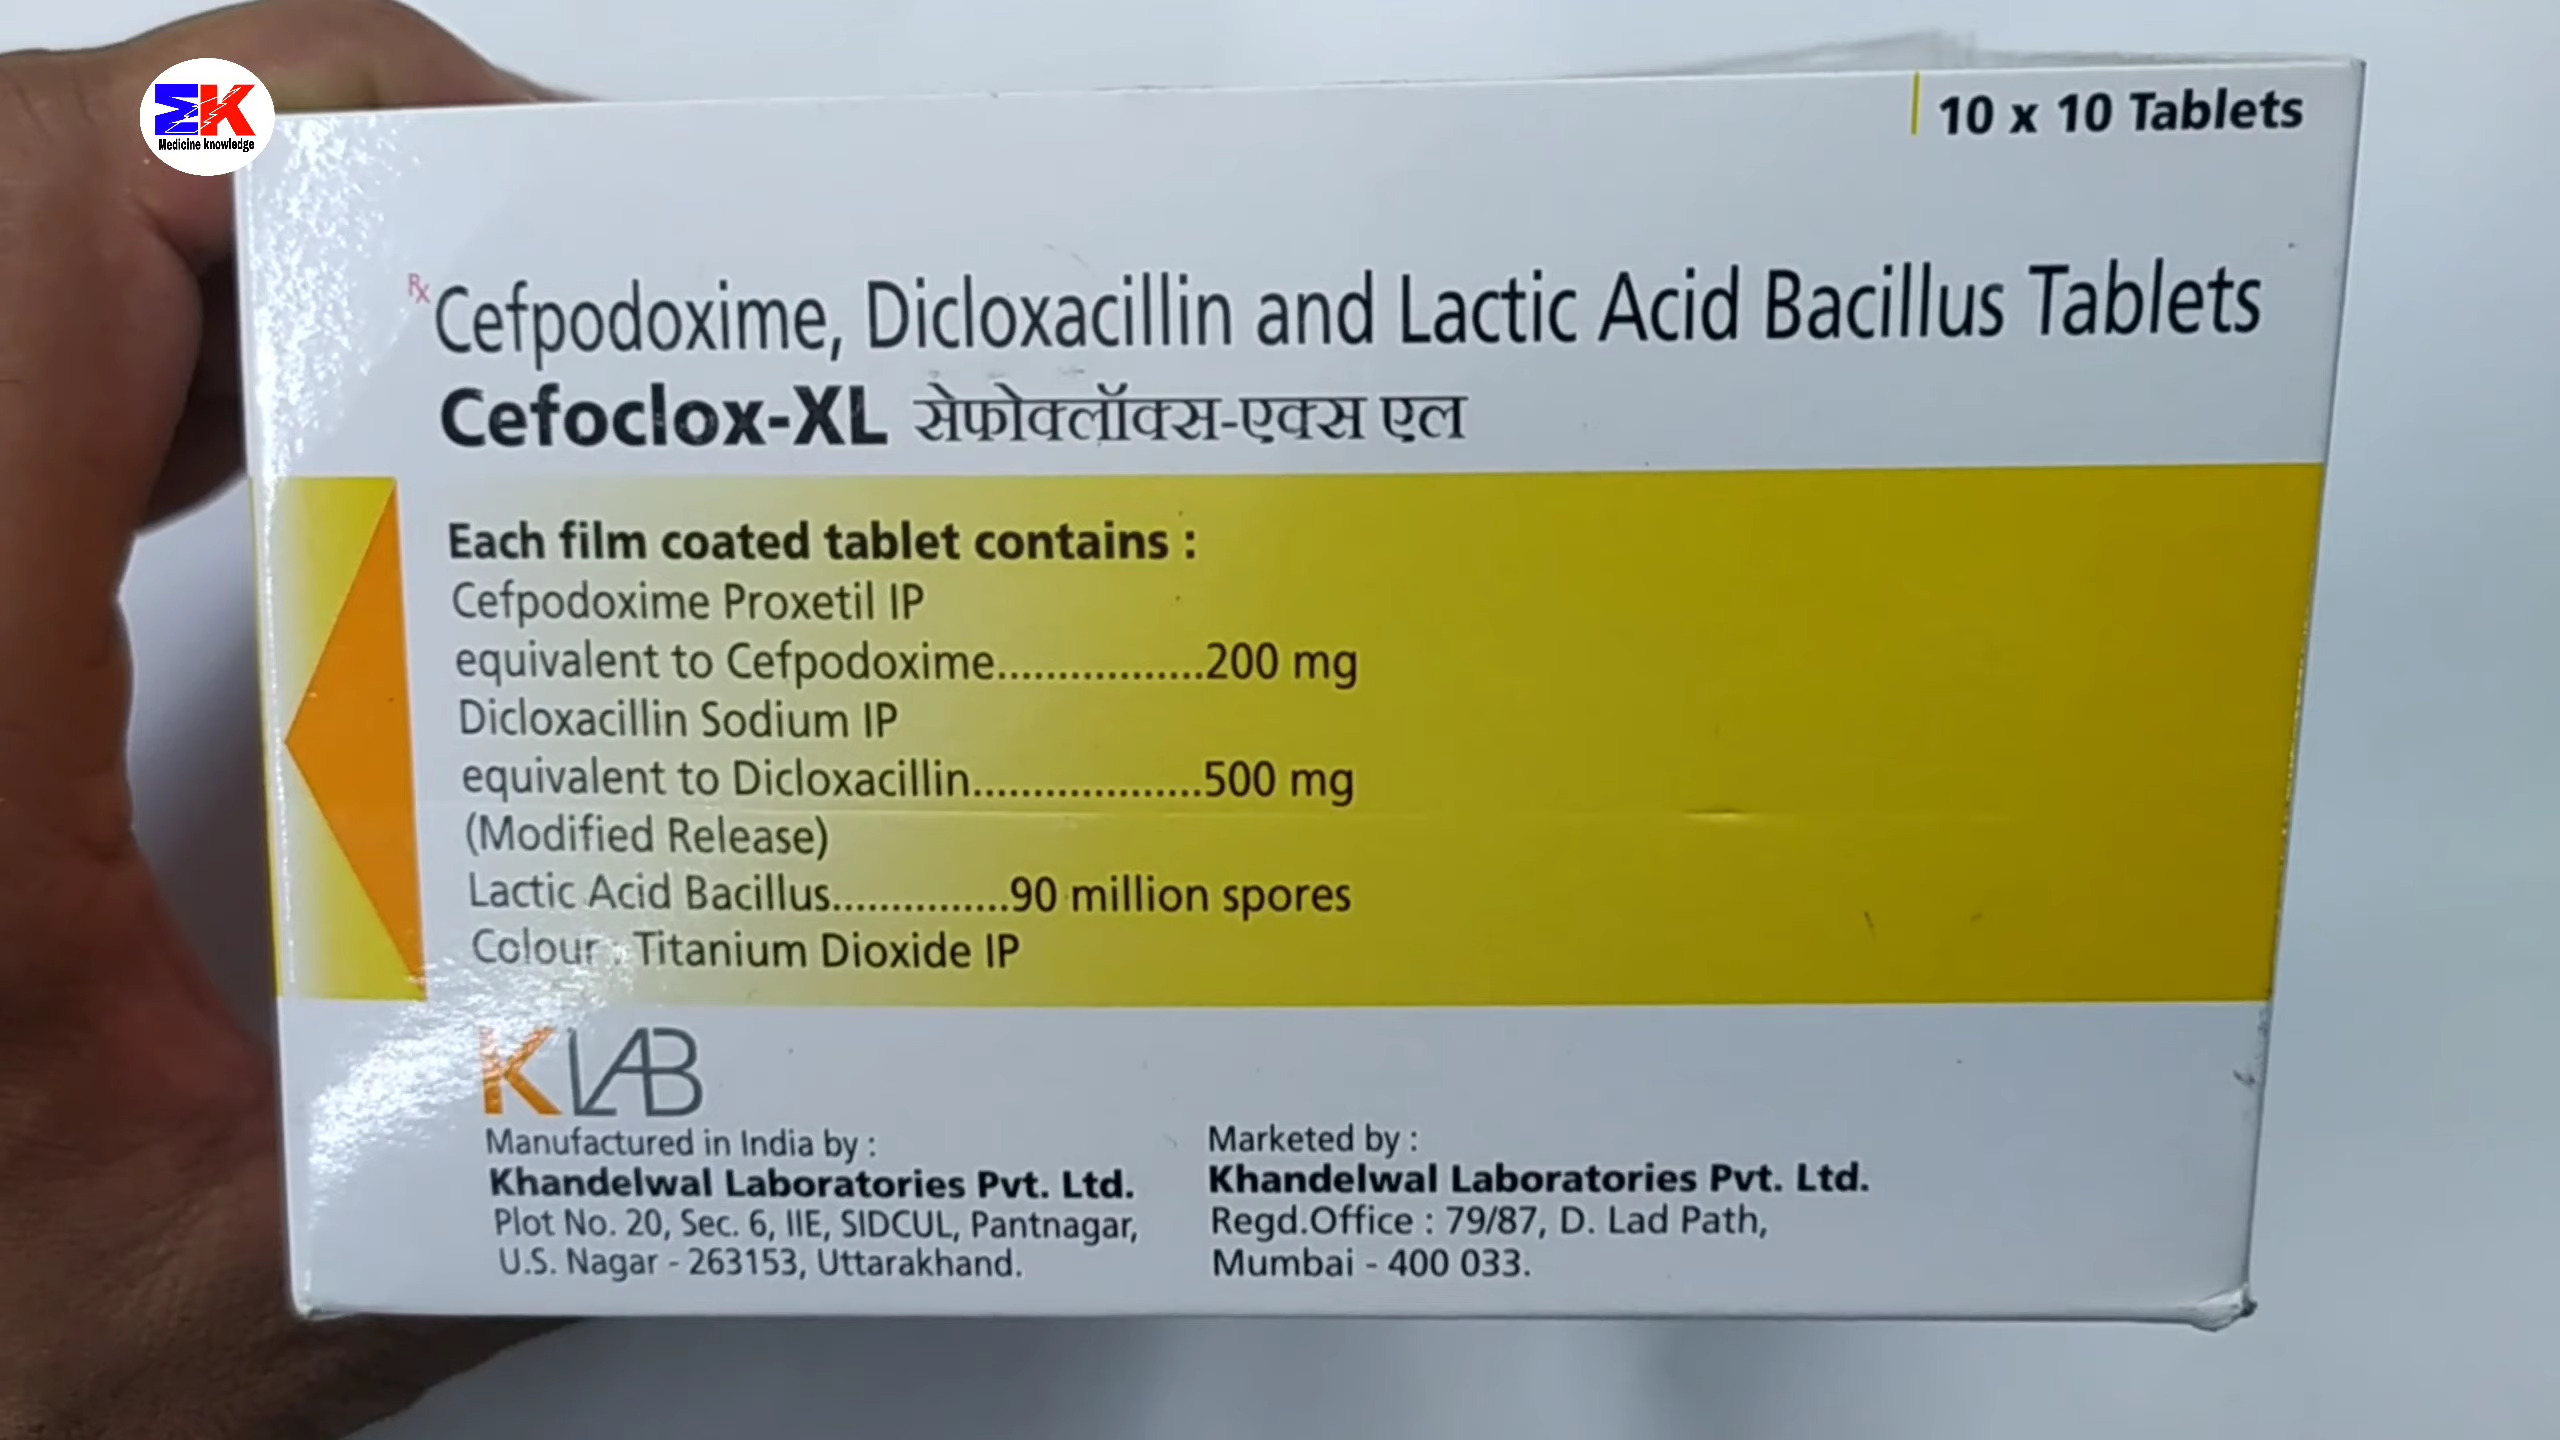 MK
Medicine knowledge
10 x 10 Tablets
Rx Cefpodoxime, Dicloxacillin and Lactic Acid Bacillus Tablets
Cefoclox-XL सेफोक्लॉक्स-एक्स एल
Each film coated tablet contains :
Cefpodoxime Proxetil IP
equivalent to Cefpodoxime.................200 mg
Dicloxacillin Sodium IP
equivalent to Dicloxacillin...................500 mg
(Modified Release)
Lactic Acid Bacillus...............90 million spores
Colour : Titanium Dioxide IP
KLAB
Manufactured in India by :
Khandelwal Laboratories Pvt. Ltd.
Plot No. 20, Sec. 6, IIE, SIDCUL, Pantnagar,
U.S. Nagar - 263153, Uttarakhand.
Marketed by :
Khandelwal Laboratories Pvt. Ltd.
Regd.Office : 79/87, D. Lad Path,
Mumbai - 400 033.